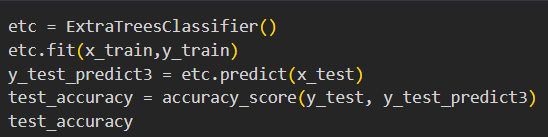 etc = ExtraTreesClassifier()
etc.fit(x_train,y_train)
y_test_predict3 = etc.predict(x_test)
test_accuracy = accuracy_score(y_test, y_test_predict3)
test_accuracy